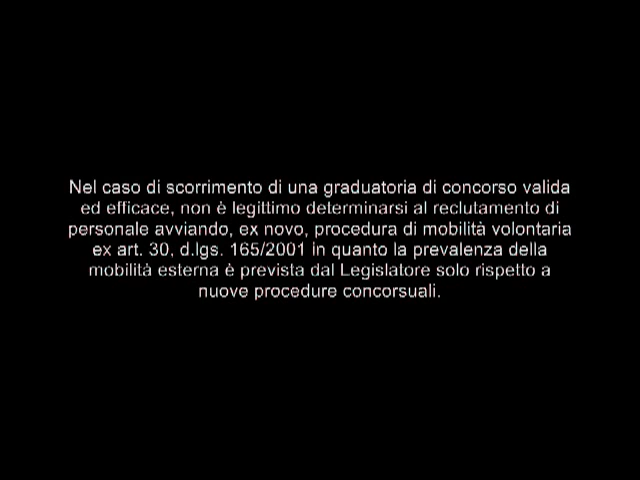 Nel caso di scorrimento di una graduatoria di concorso valida
ed efficace, non è legittimo determinarsi al reclutamento di
personale avviando, ex novo, procedura di mobilità volontaria
ex art. 30, d.lgs. 165/2001 in quanto la prevalenza della
mobilità esterna è prevista dal Legislatore solo rispetto a
nuove procedure concorsuali.